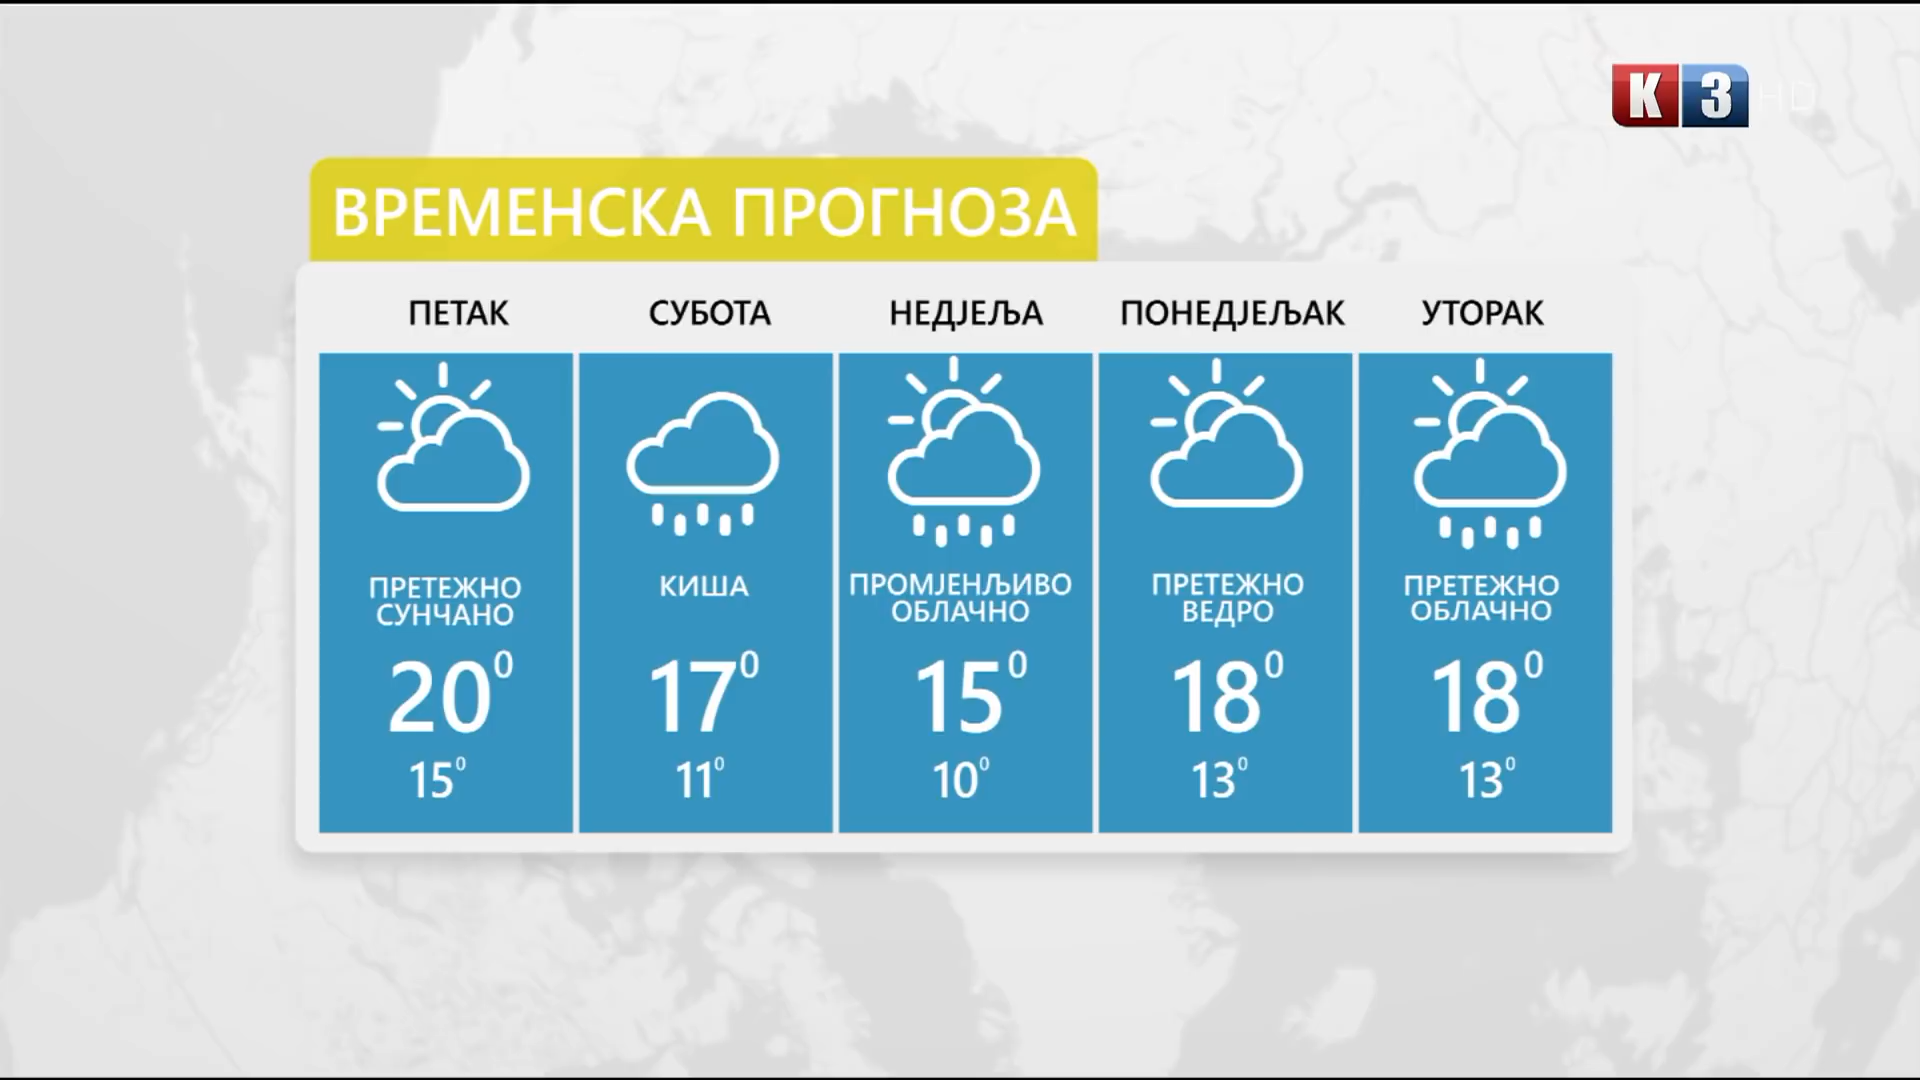 К3 HD
ВРЕМЕНСКА ПРОГНОЗА
ПЕТАК СУБОТА НЕДЈЕЉА ПОНЕДЈЕЉАК УТОРАК
ПРЕТЕЖНО
СУНЧАНО
20⁰
15⁰
КИША
17⁰
11⁰
ПРОМЈЕНЉИВО
ОБЛАЧНО
15⁰
10⁰
ПРЕТЕЖНО
ВЕДРО
18⁰
13⁰
ПРЕТЕЖНО
ОБЛАЧНО
18⁰
13⁰